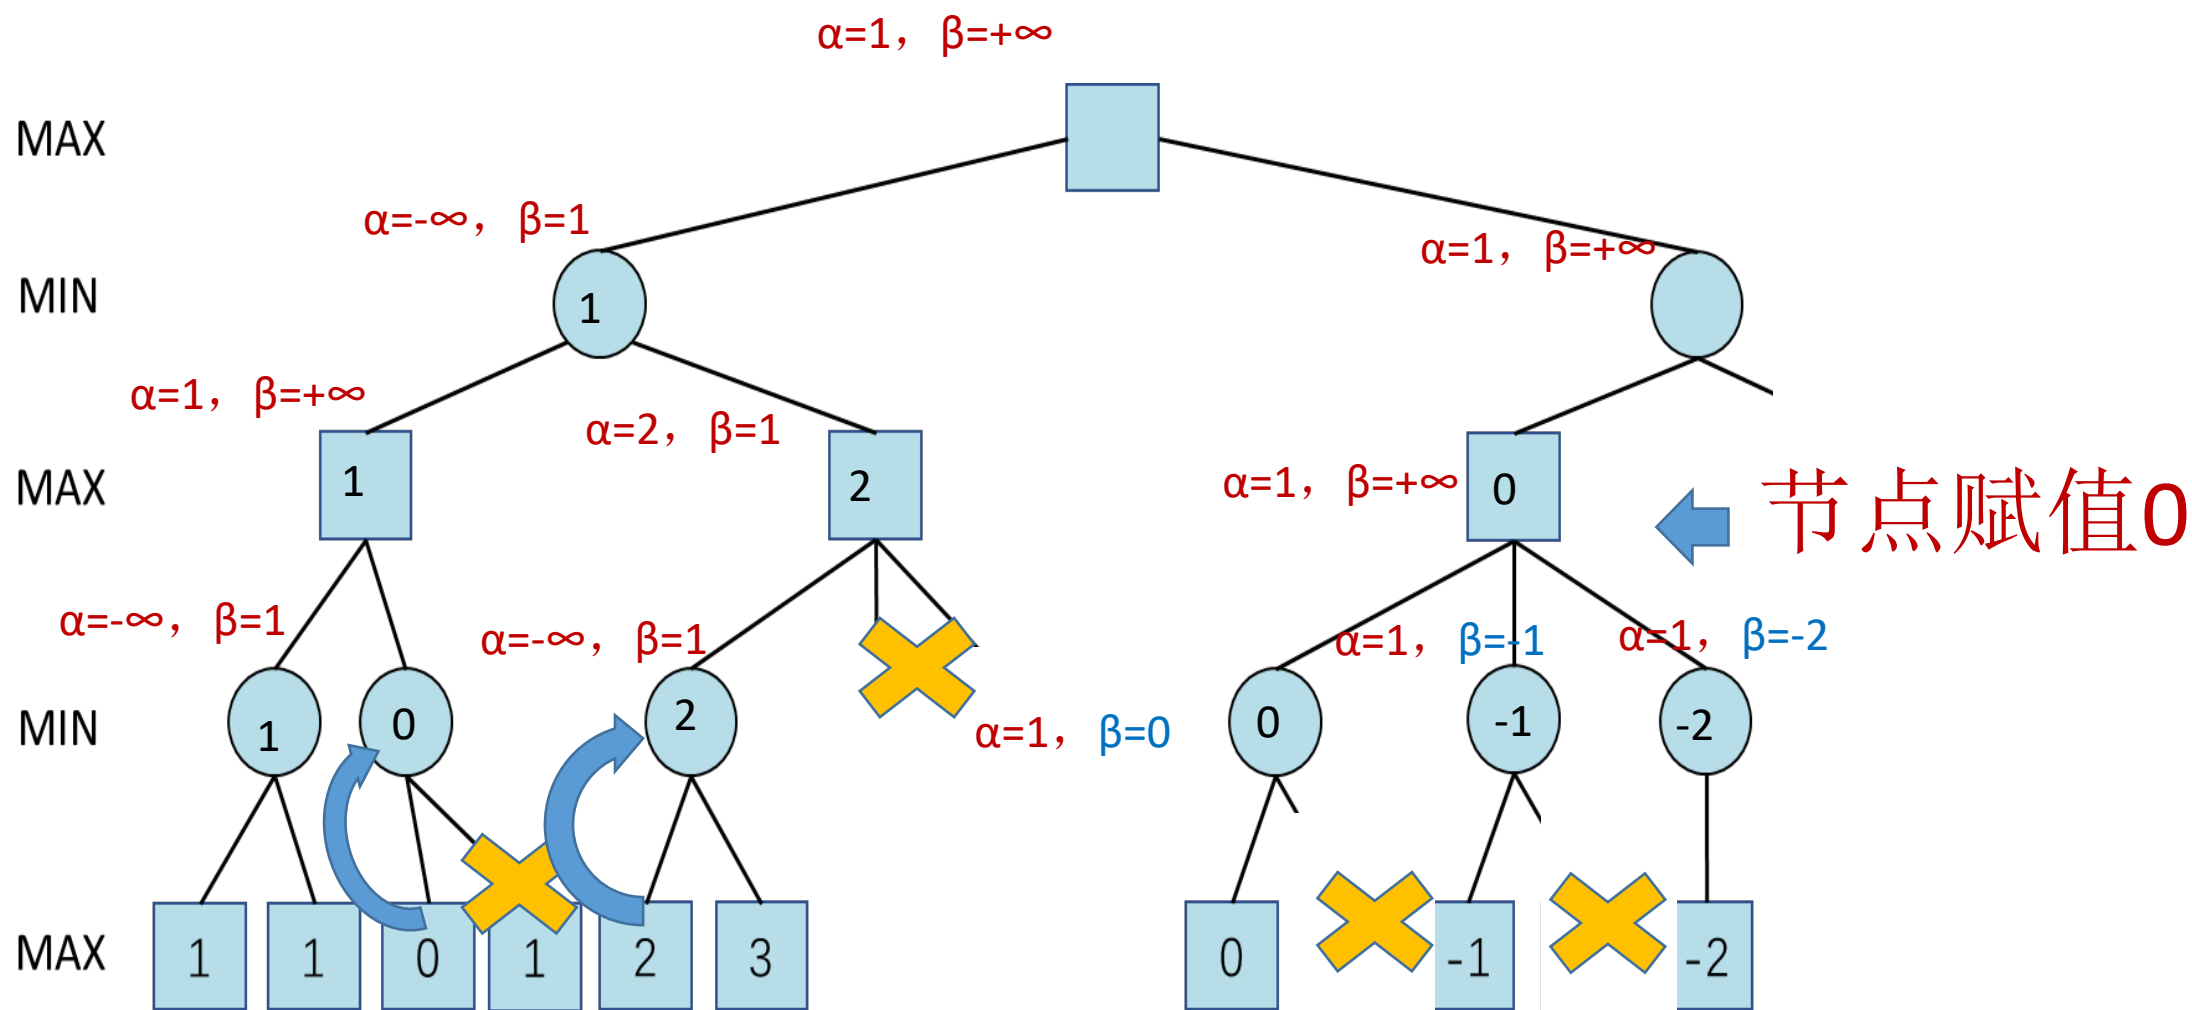 α=1，β=+∞
MAX
α=-∞，β=1
α=1，β=+∞
MIN
1
α=1，β=+∞
α=2，β=1
MAX
1
2
α=1，β=+∞
0
节点赋值0
α=-∞，β=1
α=-∞，β=1
α=1，β=-1
α=1，β=-2
MIN
1
0
2
α=1，β=0
0
-1
-2
MAX
1
1
0
1
2
3
0
-1
-2